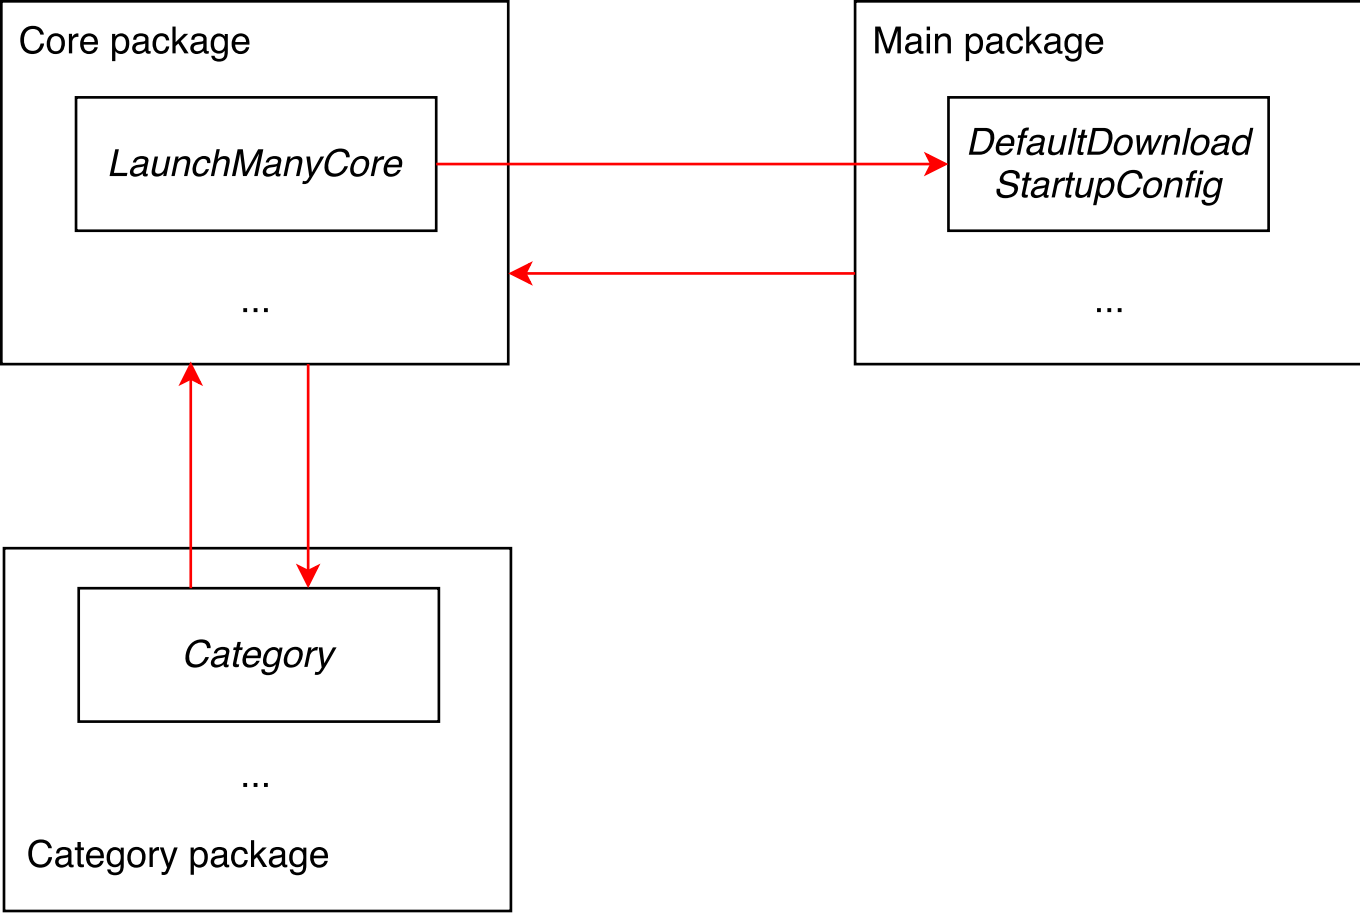 Core package
LaunchManyCore
...
Main package
DefaultDownload
StartupConfig
...
Category
...
Category package